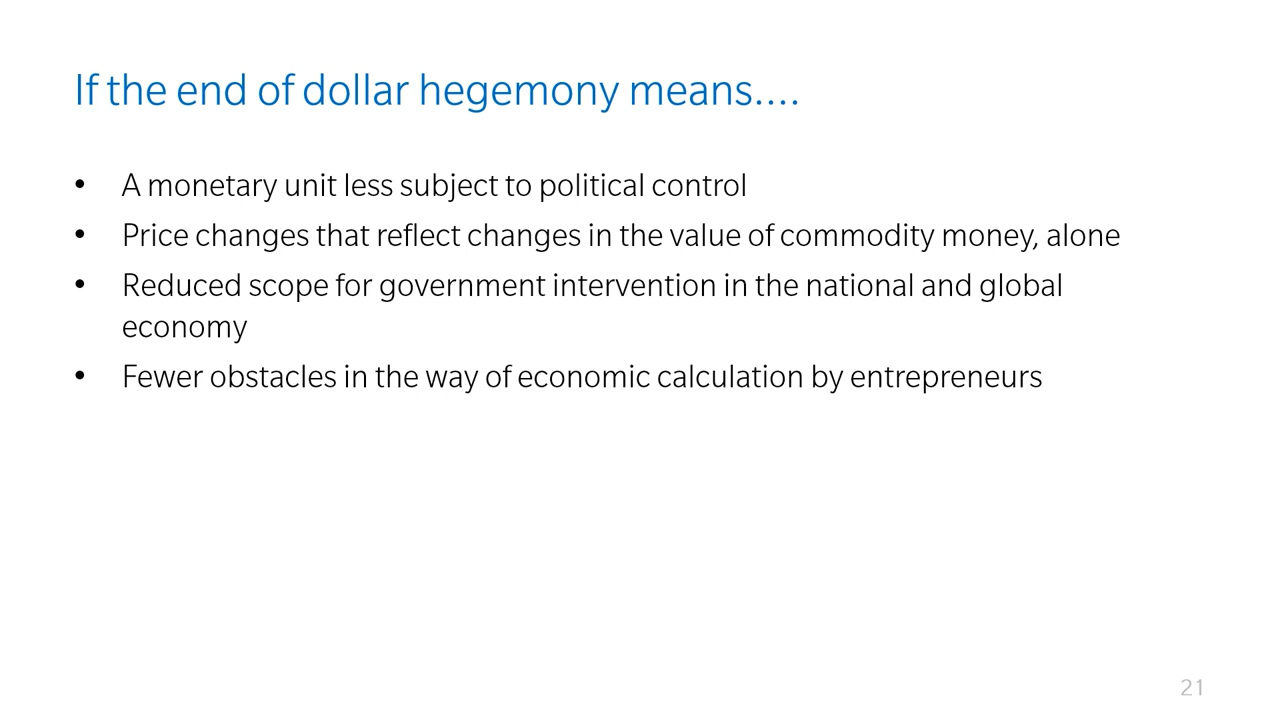 If the end of dollar hegemony means....
• A monetary unit less subject to political control
• Price changes that reflect changes in the value of commodity money, alone
• Reduced scope for government intervention in the national and global
economy
• Fewer obstacles in the way of economic calculation by entrepreneurs
21